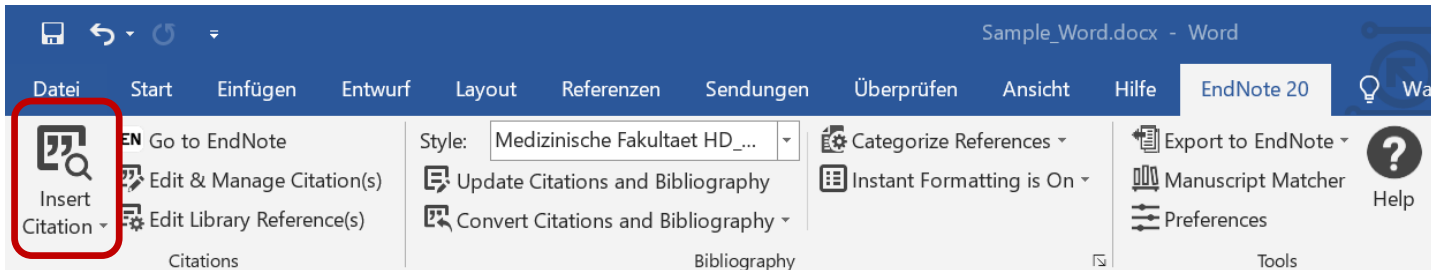 Sample_Word.docx - Word
Datei Start Einfügen Entwurf Layout Referenzen Sendungen Überprüfen Ansicht Hilfe EndNote 20 Wa
Insert
Citation
EN Go to EndNote
Edit & Manage Citation(s)
Edit Library Reference(s)
Citations
Style: Medizinische Fakultaet HD_...
Update Citations and Bibliography
Convert Citations and Bibliography
Categorize References
Instant Formatting is On
Bibliography
Export to EndNote
Manuscript Matcher
Preferences
? Help
Tools